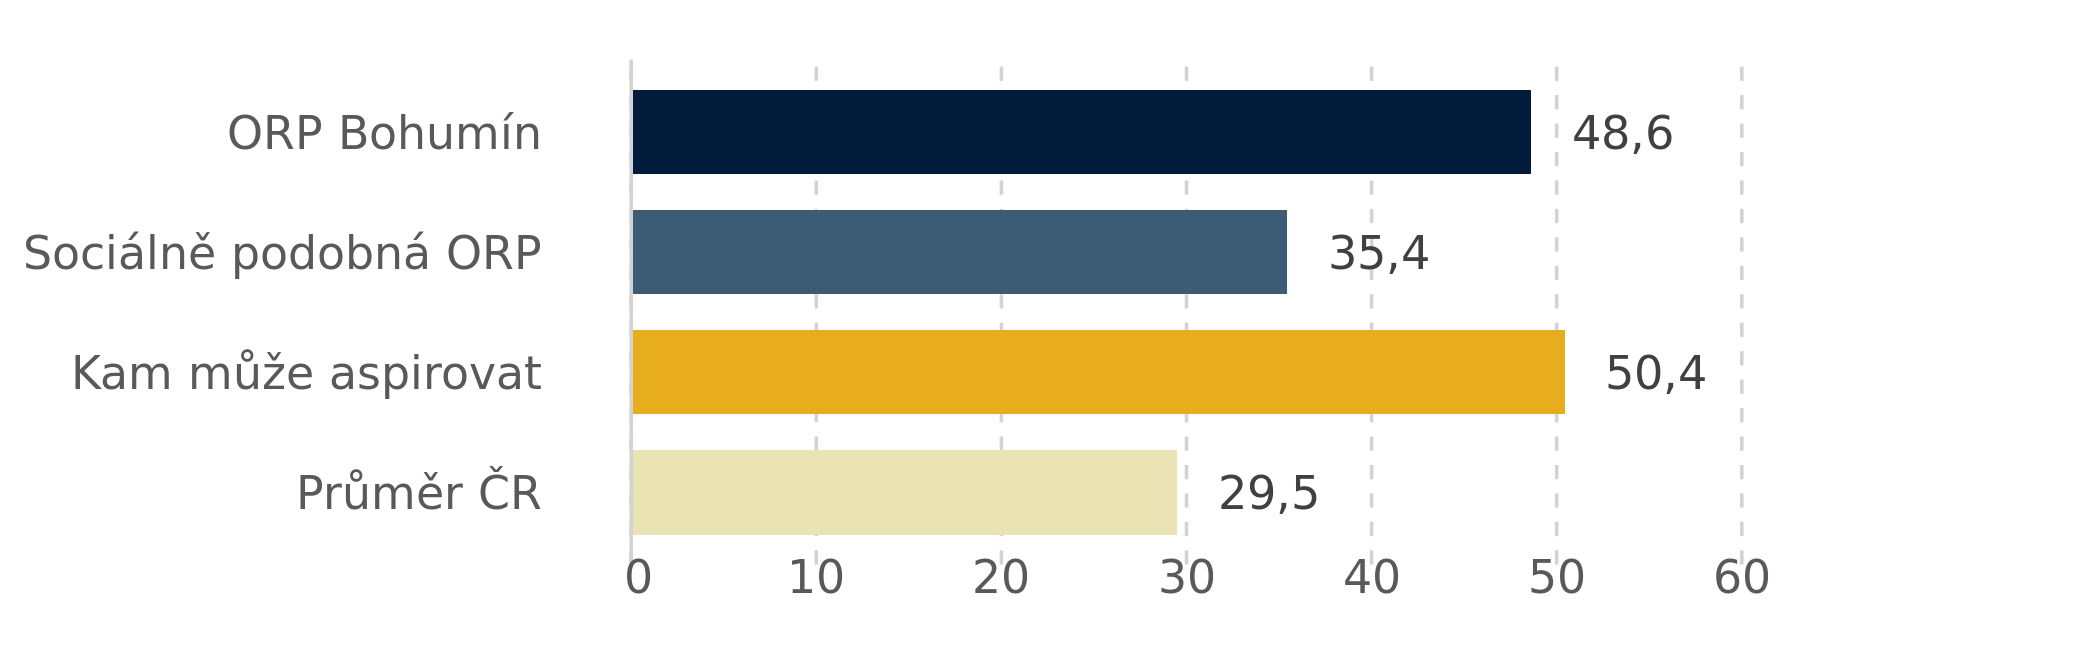 ORP Bohumín 48,6
Sociálně podobná ORP 35,4
Kam může aspirovat 50,4
Průměr ČR 29,5
0 10 20 30 40 50 60